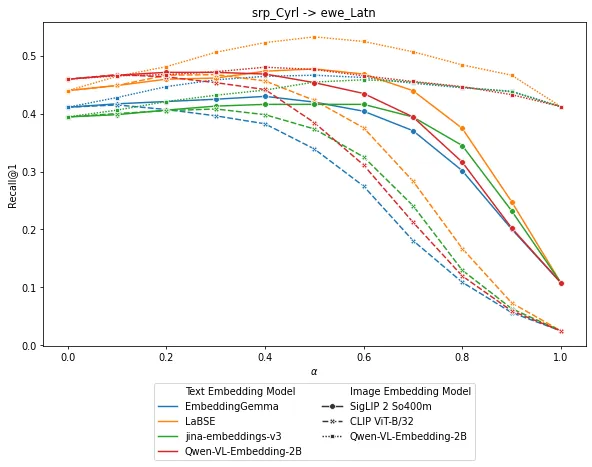 srp_Cyrl -> ewe_Latn
0.5
0.4
0.3
0.2
0.1
0.0
Recall@1
0.0 0.2 0.4 0.6 0.8 1.0
α
Text Embedding Model
EmbeddingGemma
LaBSE
jina-embeddings-v3
Qwen-VL-Embedding-2B
Image Embedding Model
SigLIP 2 So400m
CLIP ViT-B/32
Qwen-VL-Embedding-2B